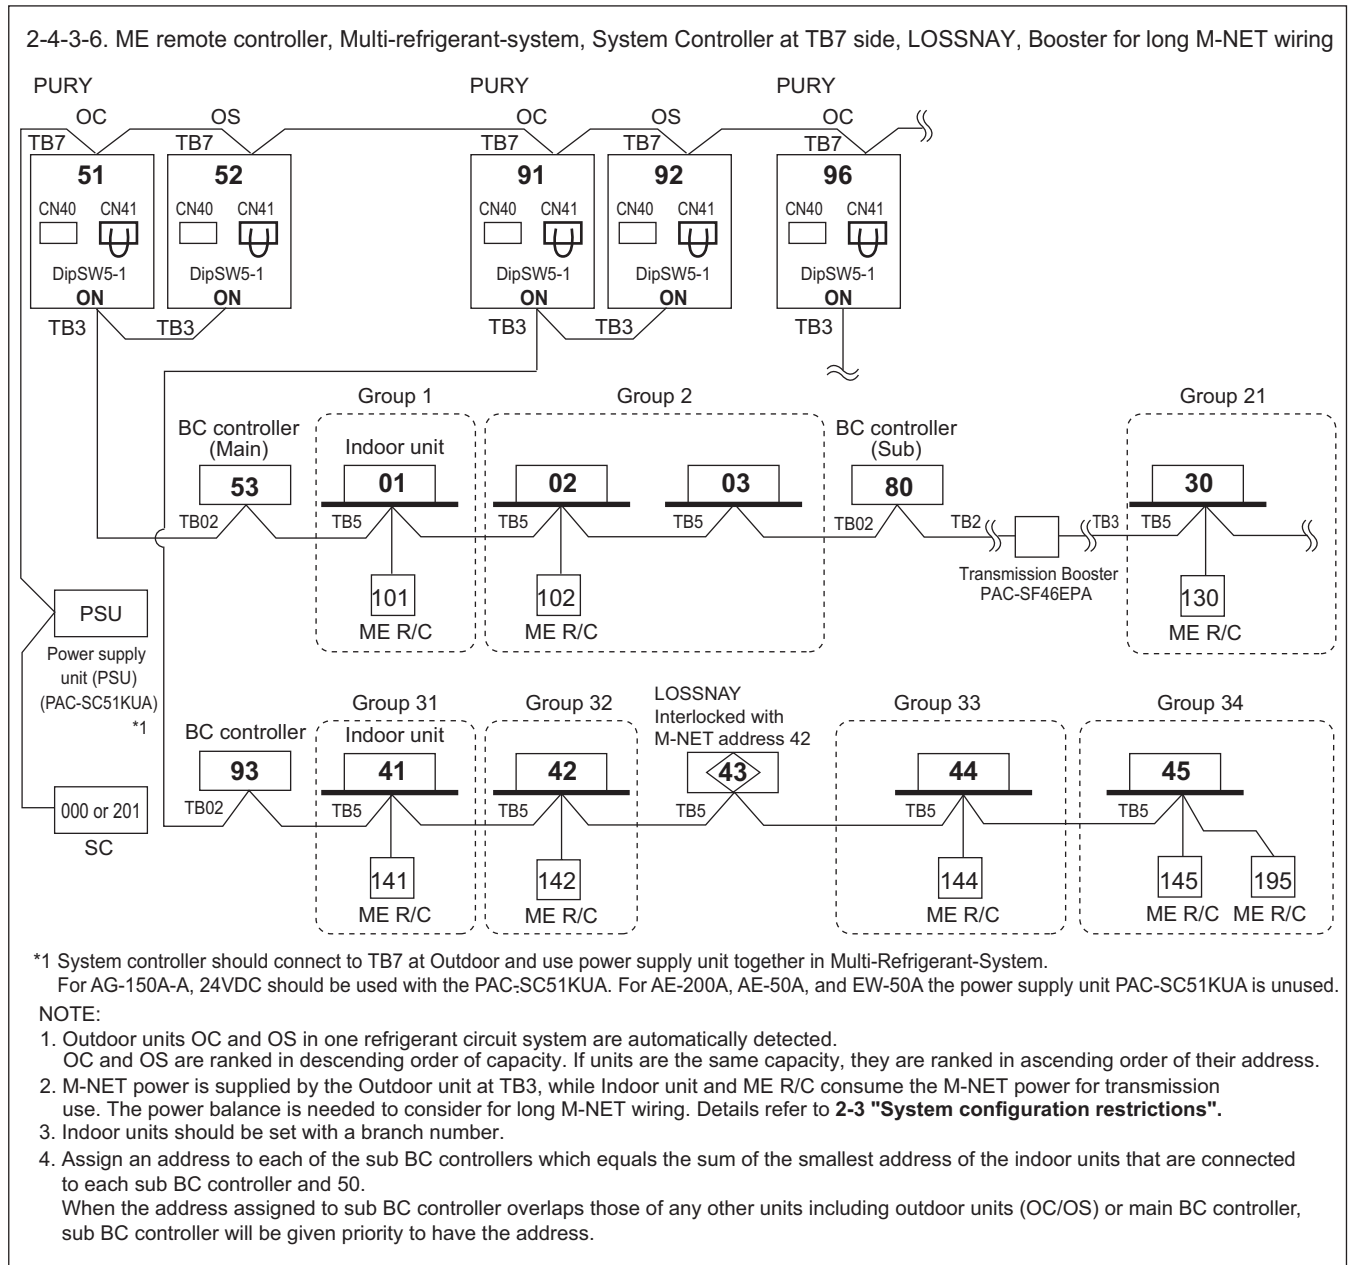 2-4-3-6. ME remote controller, Multi-refrigerant-system, System Controller at TB7 side, LOSSNAY, Booster for long M-NET wiring
PURY PURY PURY
OC OS OC OS OC
TB7 TB7 TB7 TB7 TB7
51 52 91 92 96
CN40 CN41 CN40 CN41 CN40 CN41 CN40 CN41 CN40 CN41
DipSW5-1 DipSW5-1 DipSW5-1 DipSW5-1 DipSW5-1
ON ON ON ON ON
TB3 TB3 TB3 TB3 TB3
Group 1 Group 2 Group 21
BC controller
(Main)
Indoor unit
BC controller
(Sub)
53 01 02 03 80 30
TB02 TB5 TB5 TB5 TB02 TB2 TB3 TB5
Transmission Booster
PAC-SF46EPA
101 102 130
ME R/C ME R/C ME R/C
PSU
Power supply
unit (PSU)
(PAC-SC51KUA)
*1
Group 31 Group 32 Group 33 Group 34
LOSSNAY
Interlocked with
M-NET address 42
BC controller Indoor unit
93 41 42 43 44 45
TB02 TB5 TB5 TB5 TB5 TB5
000 or 201
SC
141 142 144 145 195
ME R/C ME R/C ME R/C ME R/C ME R/C
*1 System controller should connect to TB7 at Outdoor and use power supply unit together in Multi-Refrigerant-System.
For AG-150A-A, 24VDC should be used with the PAC-SC51KUA. For AE-200A, AE-50A, and EW-50A the power supply unit PAC-SC51KUA is unused.
NOTE:
1. Outdoor units OC and OS in one refrigerant circuit system are automatically detected.
OC and OS are ranked in descending order of capacity. If units are the same capacity, they are ranked in ascending order of their address.
2. M-NET power is supplied by the Outdoor unit at TB3, while Indoor unit and ME R/C consume the M-NET power for transmission
use. The power balance is needed to consider for long M-NET wiring. Details refer to 2-3 "System configuration restrictions".
3. Indoor units should be set with a branch number.
4. Assign an address to each of the sub BC controllers which equals the sum of the smallest address of the indoor units that are connected
to each sub BC controller and 50.
When the address assigned to sub BC controller overlaps those of any other units including outdoor units (OC/OS) or main BC controller,
sub BC controller will be given priority to have the address.